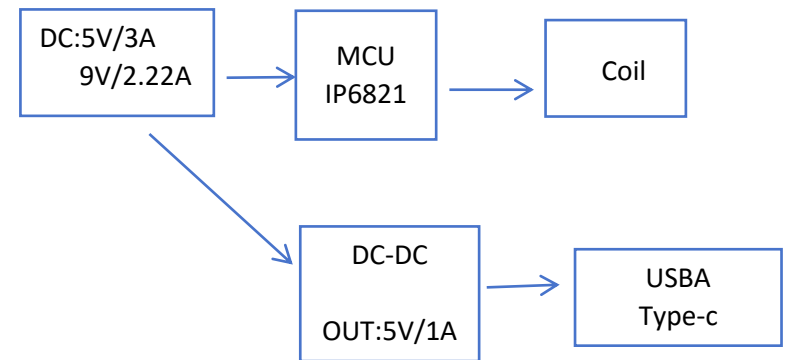 DC:5V/3A
9V/2.22A
MCU
IP6821
Coil
DC-DC
OUT:5V/1A
USBA
Type-c